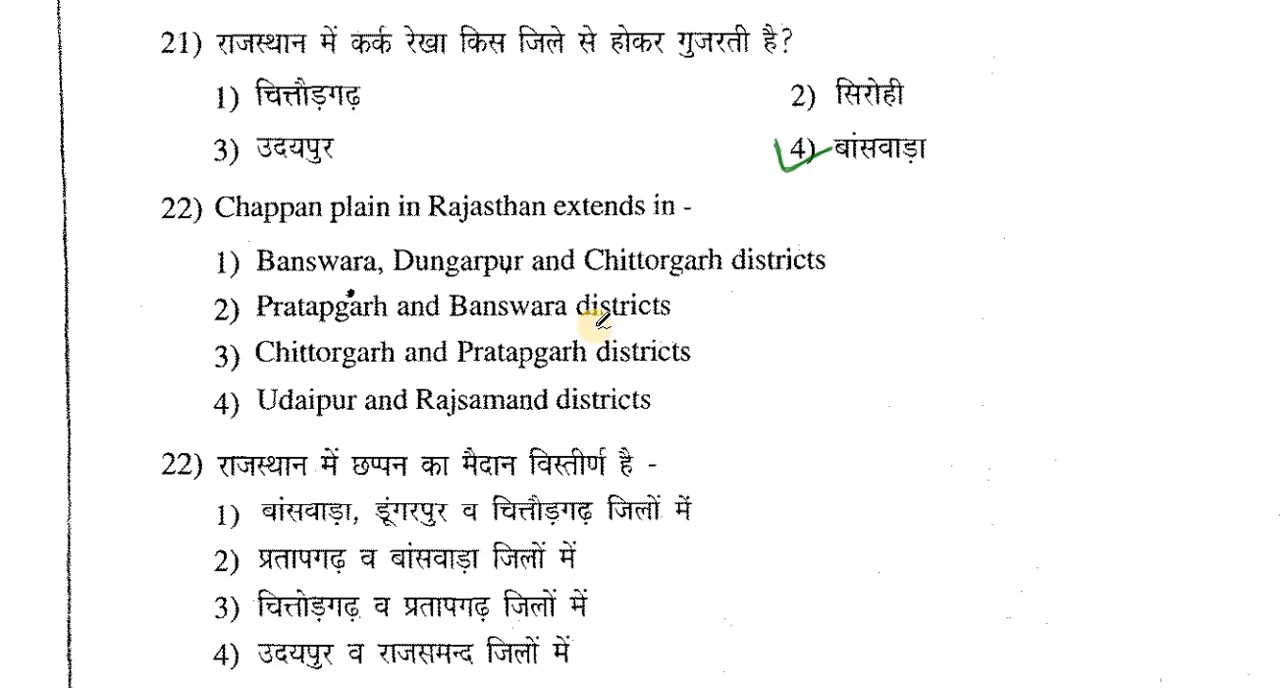 21) राजस्थान में कर्क रेखा किस जिले से होकर गुजरती है?
1) चित्तौड़गढ़ 2) सिरोही
3) उदयपुर 4) बांसवाड़ा
22) Chappan plain in Rajasthan extends in -
1) Banswara, Dungarpur and Chittorgarh districts
2) Pratapgarh and Banswara districts
3) Chittorgarh and Pratapgarh districts
4) Udaipur and Rajsamand districts
22) राजस्थान में छप्पन का मैदान विस्तीर्ण है -
1) बांसवाड़ा, डूंगरपुर व चित्तौड़गढ़ जिलों में
2) प्रतापगढ़ व बांसवाड़ा जिलों में
3) चित्तोड़गढ़ व प्रतापगढ़ जिलों में
4) उदयपुर व राजसमन्द जिलों में